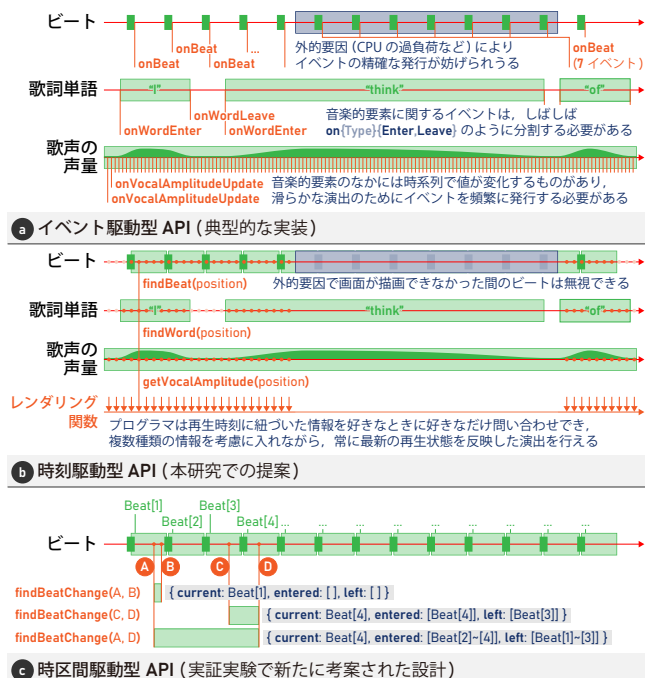 ビート
onBeat
onBeat
onBeat
...
外的要因 (CPU の過負荷など) により
イベントの精確な発行が妨げられうる
onBeat
(7 イベント)
歌詞単語
“I”
“think”
“of”
onWordEnter
onWordLeave
onWordEnter
音楽的要素に関するイベントは，しばしば
on{Type}{Enter,Leave} のように分割する必要がある
歌声の
声量
onVocalAmplitudeUpdate
onVocalAmplitudeUpdate
音楽的要素のなかには時系列で値が変化するものがあり，
滑らかな演出のためにイベントを頻繁に発行する必要がある
a イベント駆動型 API (典型的な実装)
ビート
findBeat(position)
外的要因で画面が描画できなかった間のビートは無視できる
歌詞単語
“I”
“think”
“of”
findWord(position)
歌声の
声量
getVocalAmplitude(position)
レンダリング
関数
プログラマは再生時刻に紐づいた情報を好きなときに好きなだけ問い合わせでき，
複数種類の情報を考慮に入れながら，常に最新の再生状態を反映した演出を行える
b 時刻駆動型 API (本研究での提案)
Beat[1]
Beat[3]
Beat[2]
Beat[4]
... ... ... ... ... ... ... ... ...
ビート
A
B
C
D
findBeatChange(A, B)
{ current: Beat[1], entered: [ ], left: [ ] }
findBeatChange(C, D)
{ current: Beat[4], entered: [Beat[4]], left: [Beat[3]] }
findBeatChange(A, D)
{ current: Beat[4], entered: [Beat[2]~[4]], left: [Beat[1]~[3]] }
c 時区間駆動型 API (実証実験で新たに考案された設計)